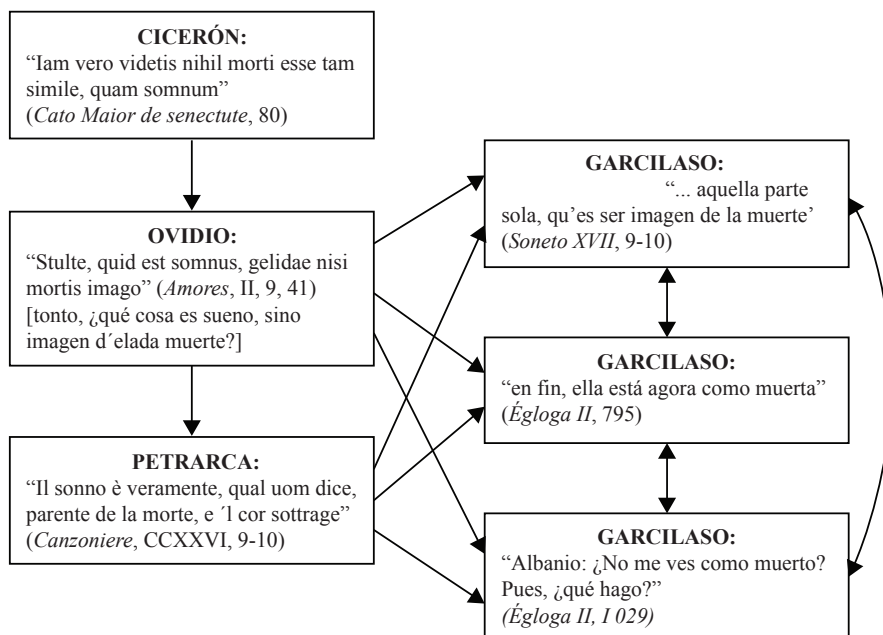 CICERÓN:
“Iam vero videtis nihil morti esse tam
simile, quam somnum”
(Cato Maior de senectute, 80)
OVIDIO:
“Stulte, quid est somnus, gelidae nisi
mortis imago” (Amores, II, 9, 41)
[tonto, ¿qué cosa es sueno, sino
imagen d´elada muerte?]
PETRARCA:
“Il sonno è veramente, qual uom dice,
parente de la morte, e ´l cor sottrage”
(Canzoniere, CCXXVI, 9-10)
GARCILASO:
“... aquella parte
sola, qu’es ser imagen de la muerte’
(Soneto XVII, 9-10)
GARCILASO:
“en fin, ella está agora como muerta”
(Égloga II, 795)
GARCILASO:
“Albanio: ¿No me ves como muerto?
Pues, ¿qué hago?”
(Égloga II, I 029)